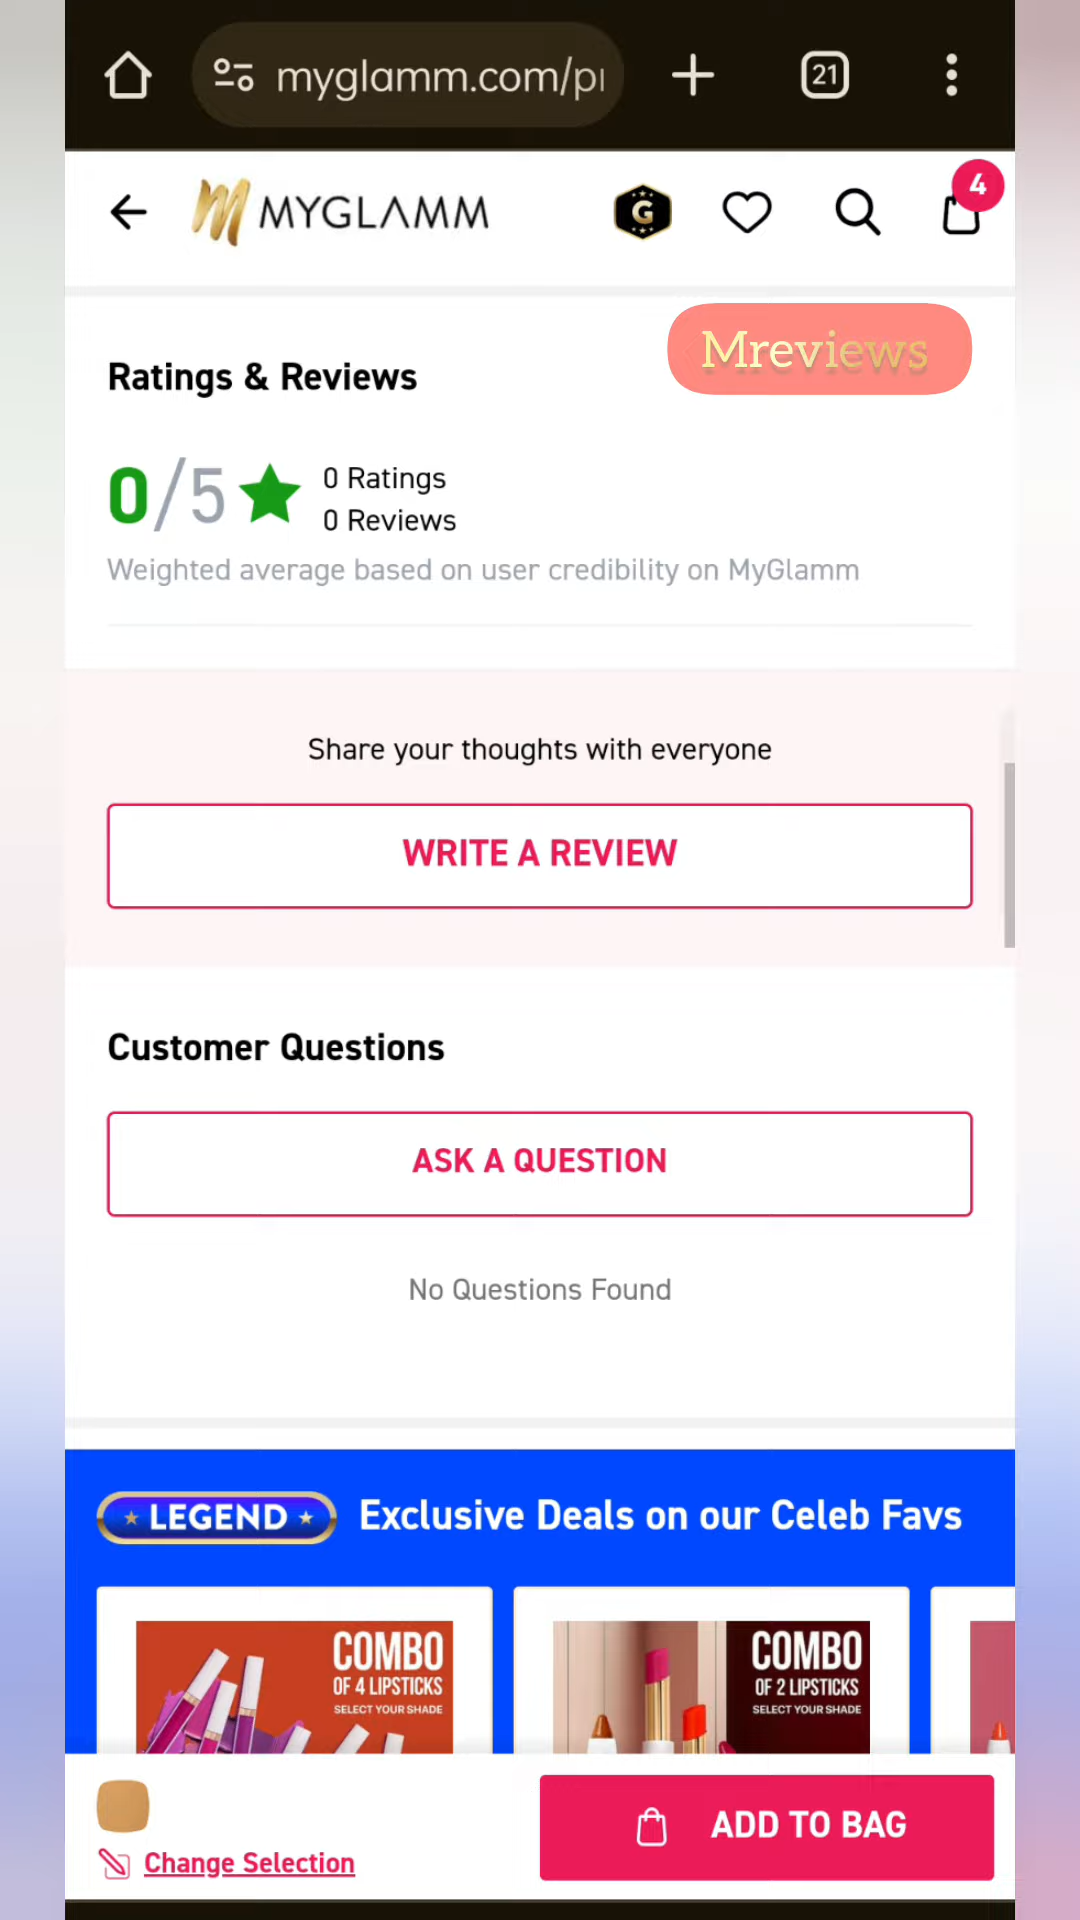 myglamm.com/p
21
MYGLAMM
G
4
Mreviews
Ratings & Reviews
0/5
0 Ratings
0 Reviews
Weighted average based on user credibility on MyGlamm
Share your thoughts with everyone
WRITE A REVIEW
Customer Questions
ASK A QUESTION
No Questions Found
LEGEND
Exclusive Deals on our Celeb Favs
COMBO
OF 4 LIPSTICKS
SELECT YOUR SHADE
COMBO
OF 2 LIPSTICKS
SELECT YOUR SHADE
Change Selection
ADD TO BAG